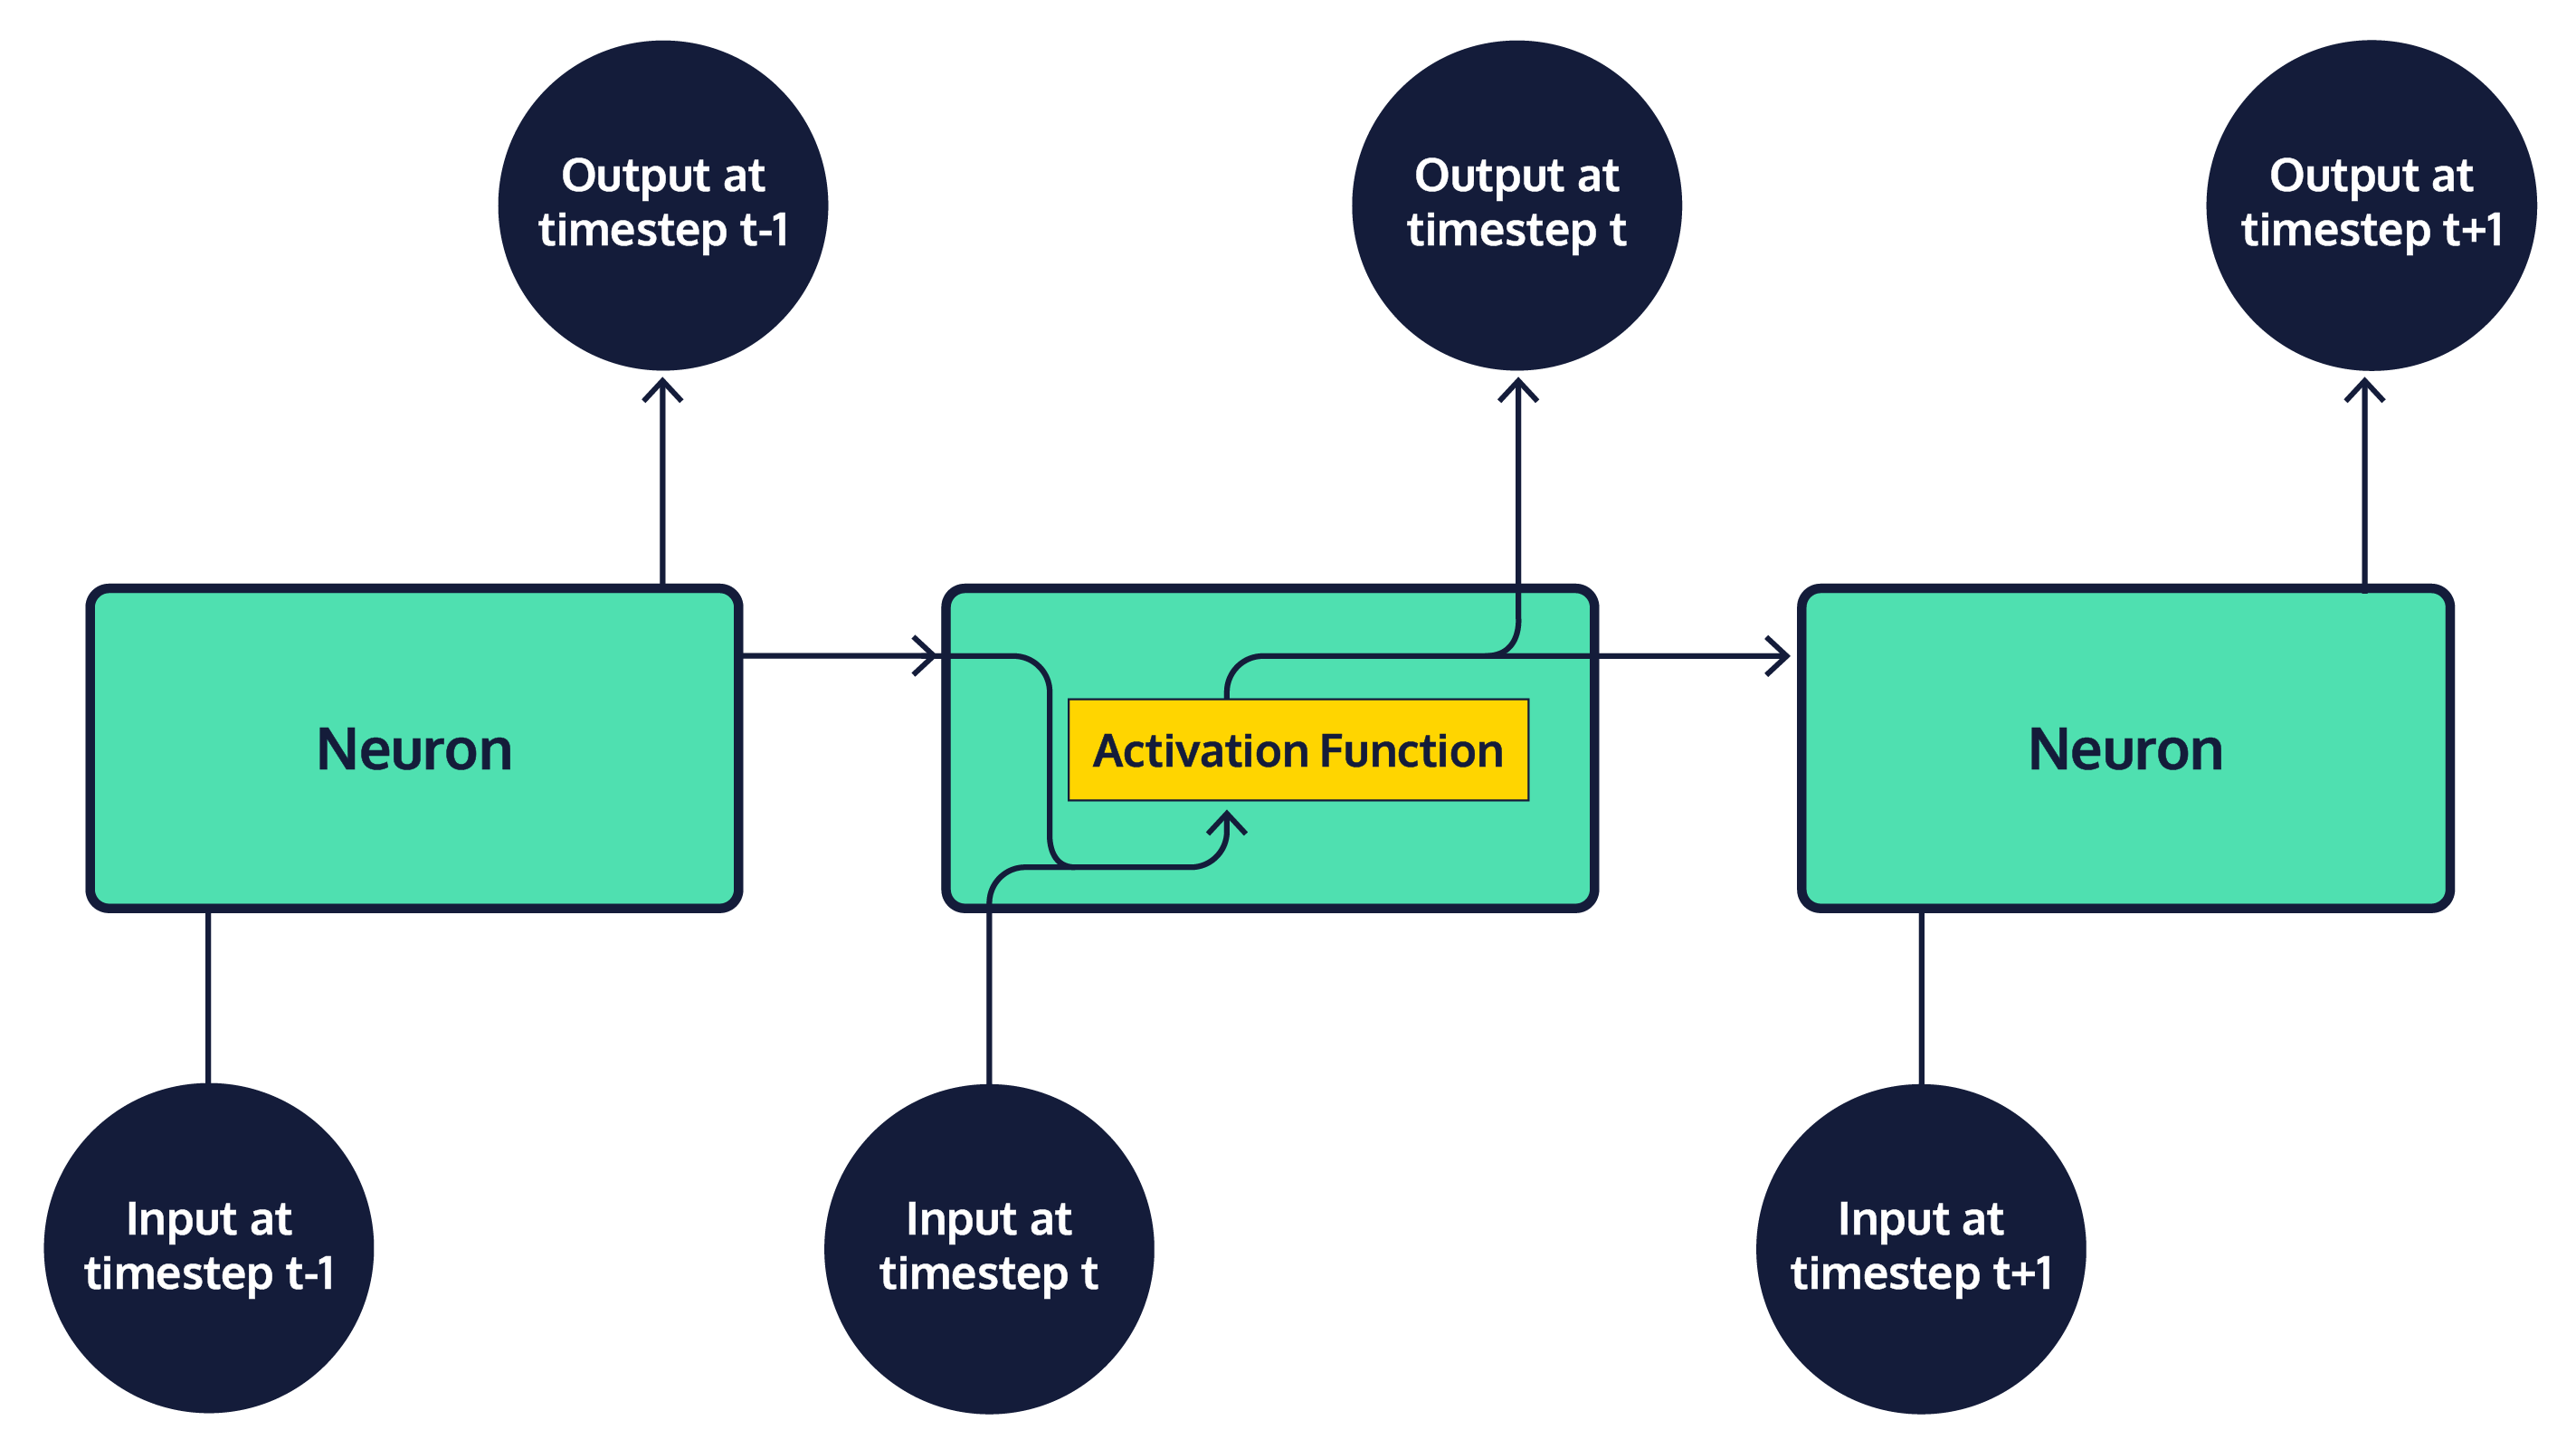 Output at
timestep t-1
Output at
timestep t
Output at
timestep t+1
Neuron
Activation Function
Neuron
Input at
timestep t-1
Input at
timestep t
Input at
timestep t+1